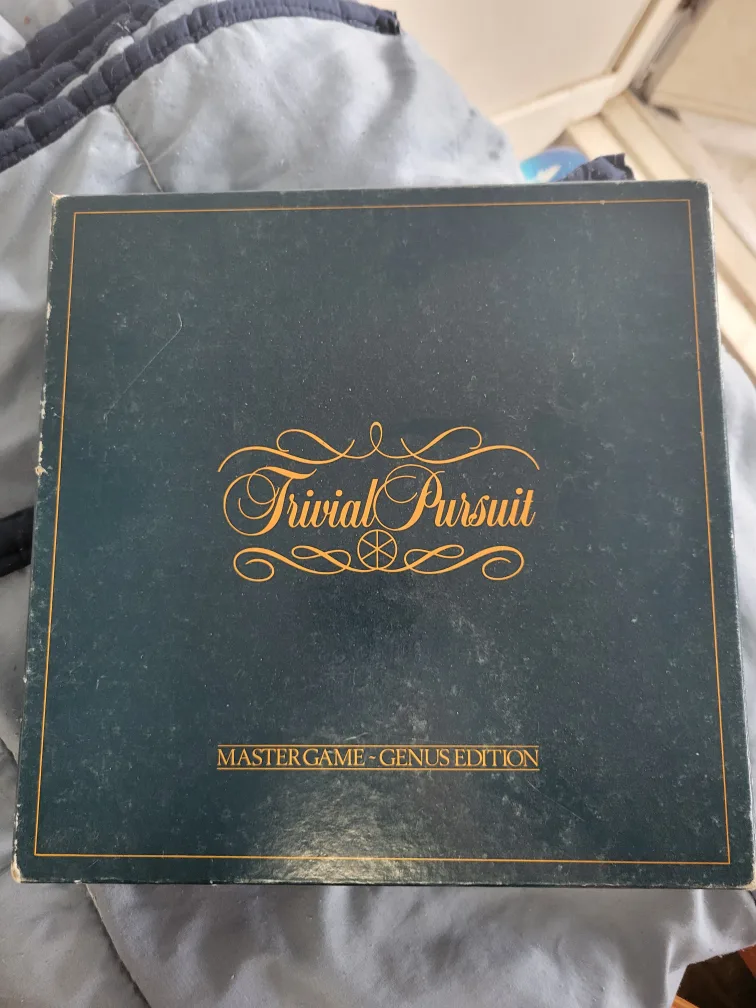 Trivial Pursuit
MASTER GAME ~ GENUS EDITION